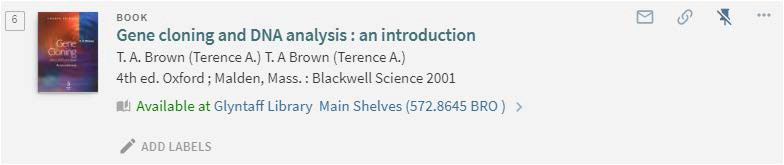 6
BOOK
Gene cloning and DNA analysis : an introduction
T. A. Brown (Terence A.) T. A Brown (Terence A.)
4th ed. Oxford ; Malden, Mass. : Blackwell Science 2001
Available at Glyntaff Library Main Shelves (572.8645 BRO )
ADD LABELS
Gene
Cloning